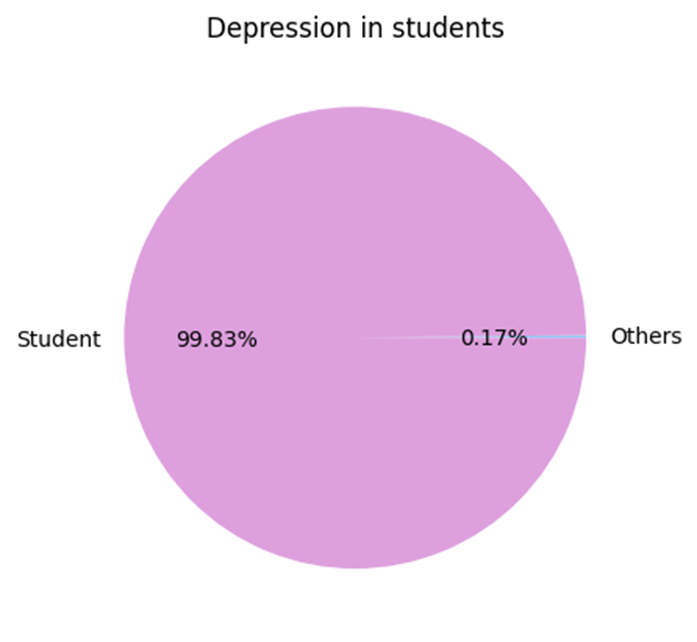 Depression in students
Student
99.83%
0.17%
Others